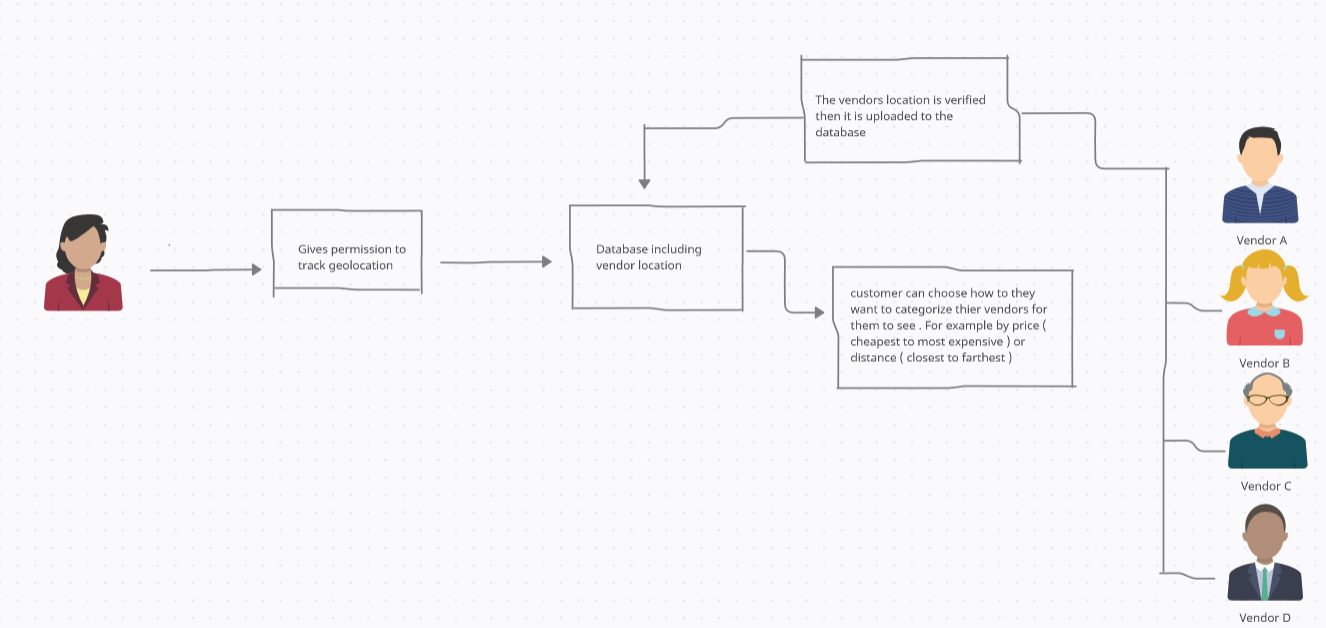 The vendors location is verified
then it is uploaded to the
database
Vendor A
Gives permission to
track geolocation
Database including
vendor location
customer can choose how to they
want to categorize thier vendors for
them to see . For example by price (
cheapest to most expensive ) or
distance ( closest to farthest )
Vendor B
Vendor C
Vendor D